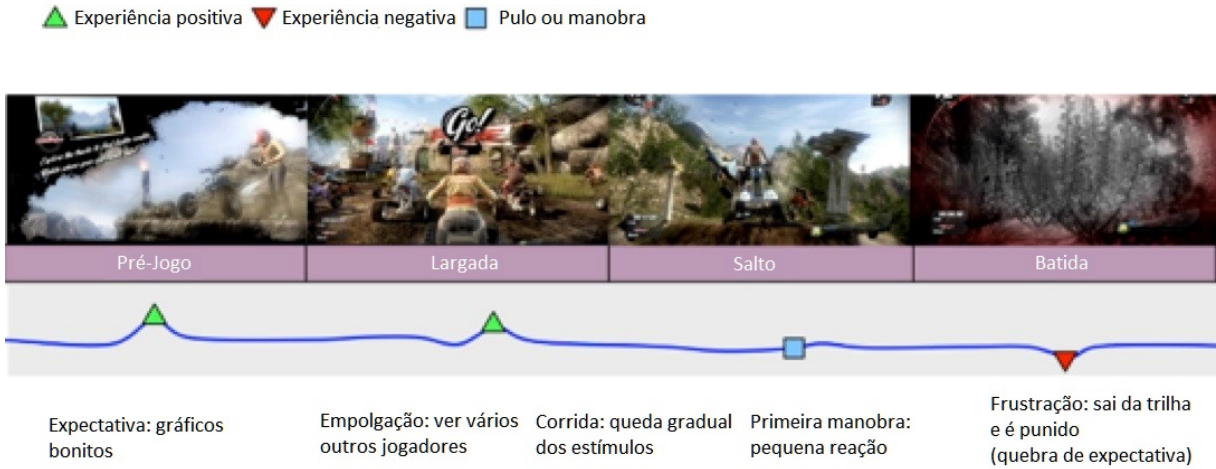 Experiência positiva
Experiência negativa
Pulo ou manobra
Go!
Pré-Jogo
Largada
Salto
Batida
Expectativa: gráficos
bonitos
Empolgação: ver vários
outros jogadores
Corrida: queda gradual
dos estímulos
Primeira manobra:
pequena reação
Frustração: sai da trilha
e é punido
(quebra de expectativa)